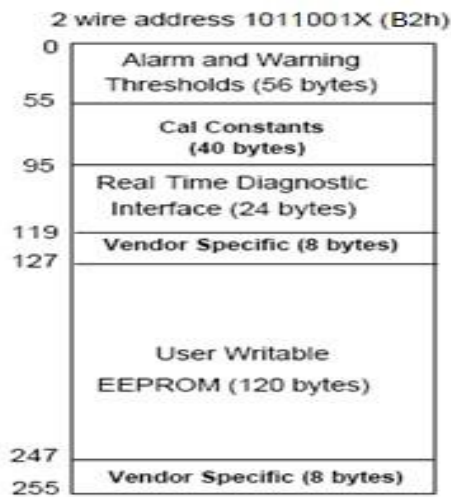 2 wire address 1011001X (B2h)
0
Alarm and Warning
Thresholds (56 bytes)
55
Cal Constants
(40 bytes)
95
Real Time Diagnostic
Interface (24 bytes)
119
Vendor Specific (8 bytes)
127
User Writable
EEPROM (120 bytes)
247
Vendor Specific (8 bytes)
255